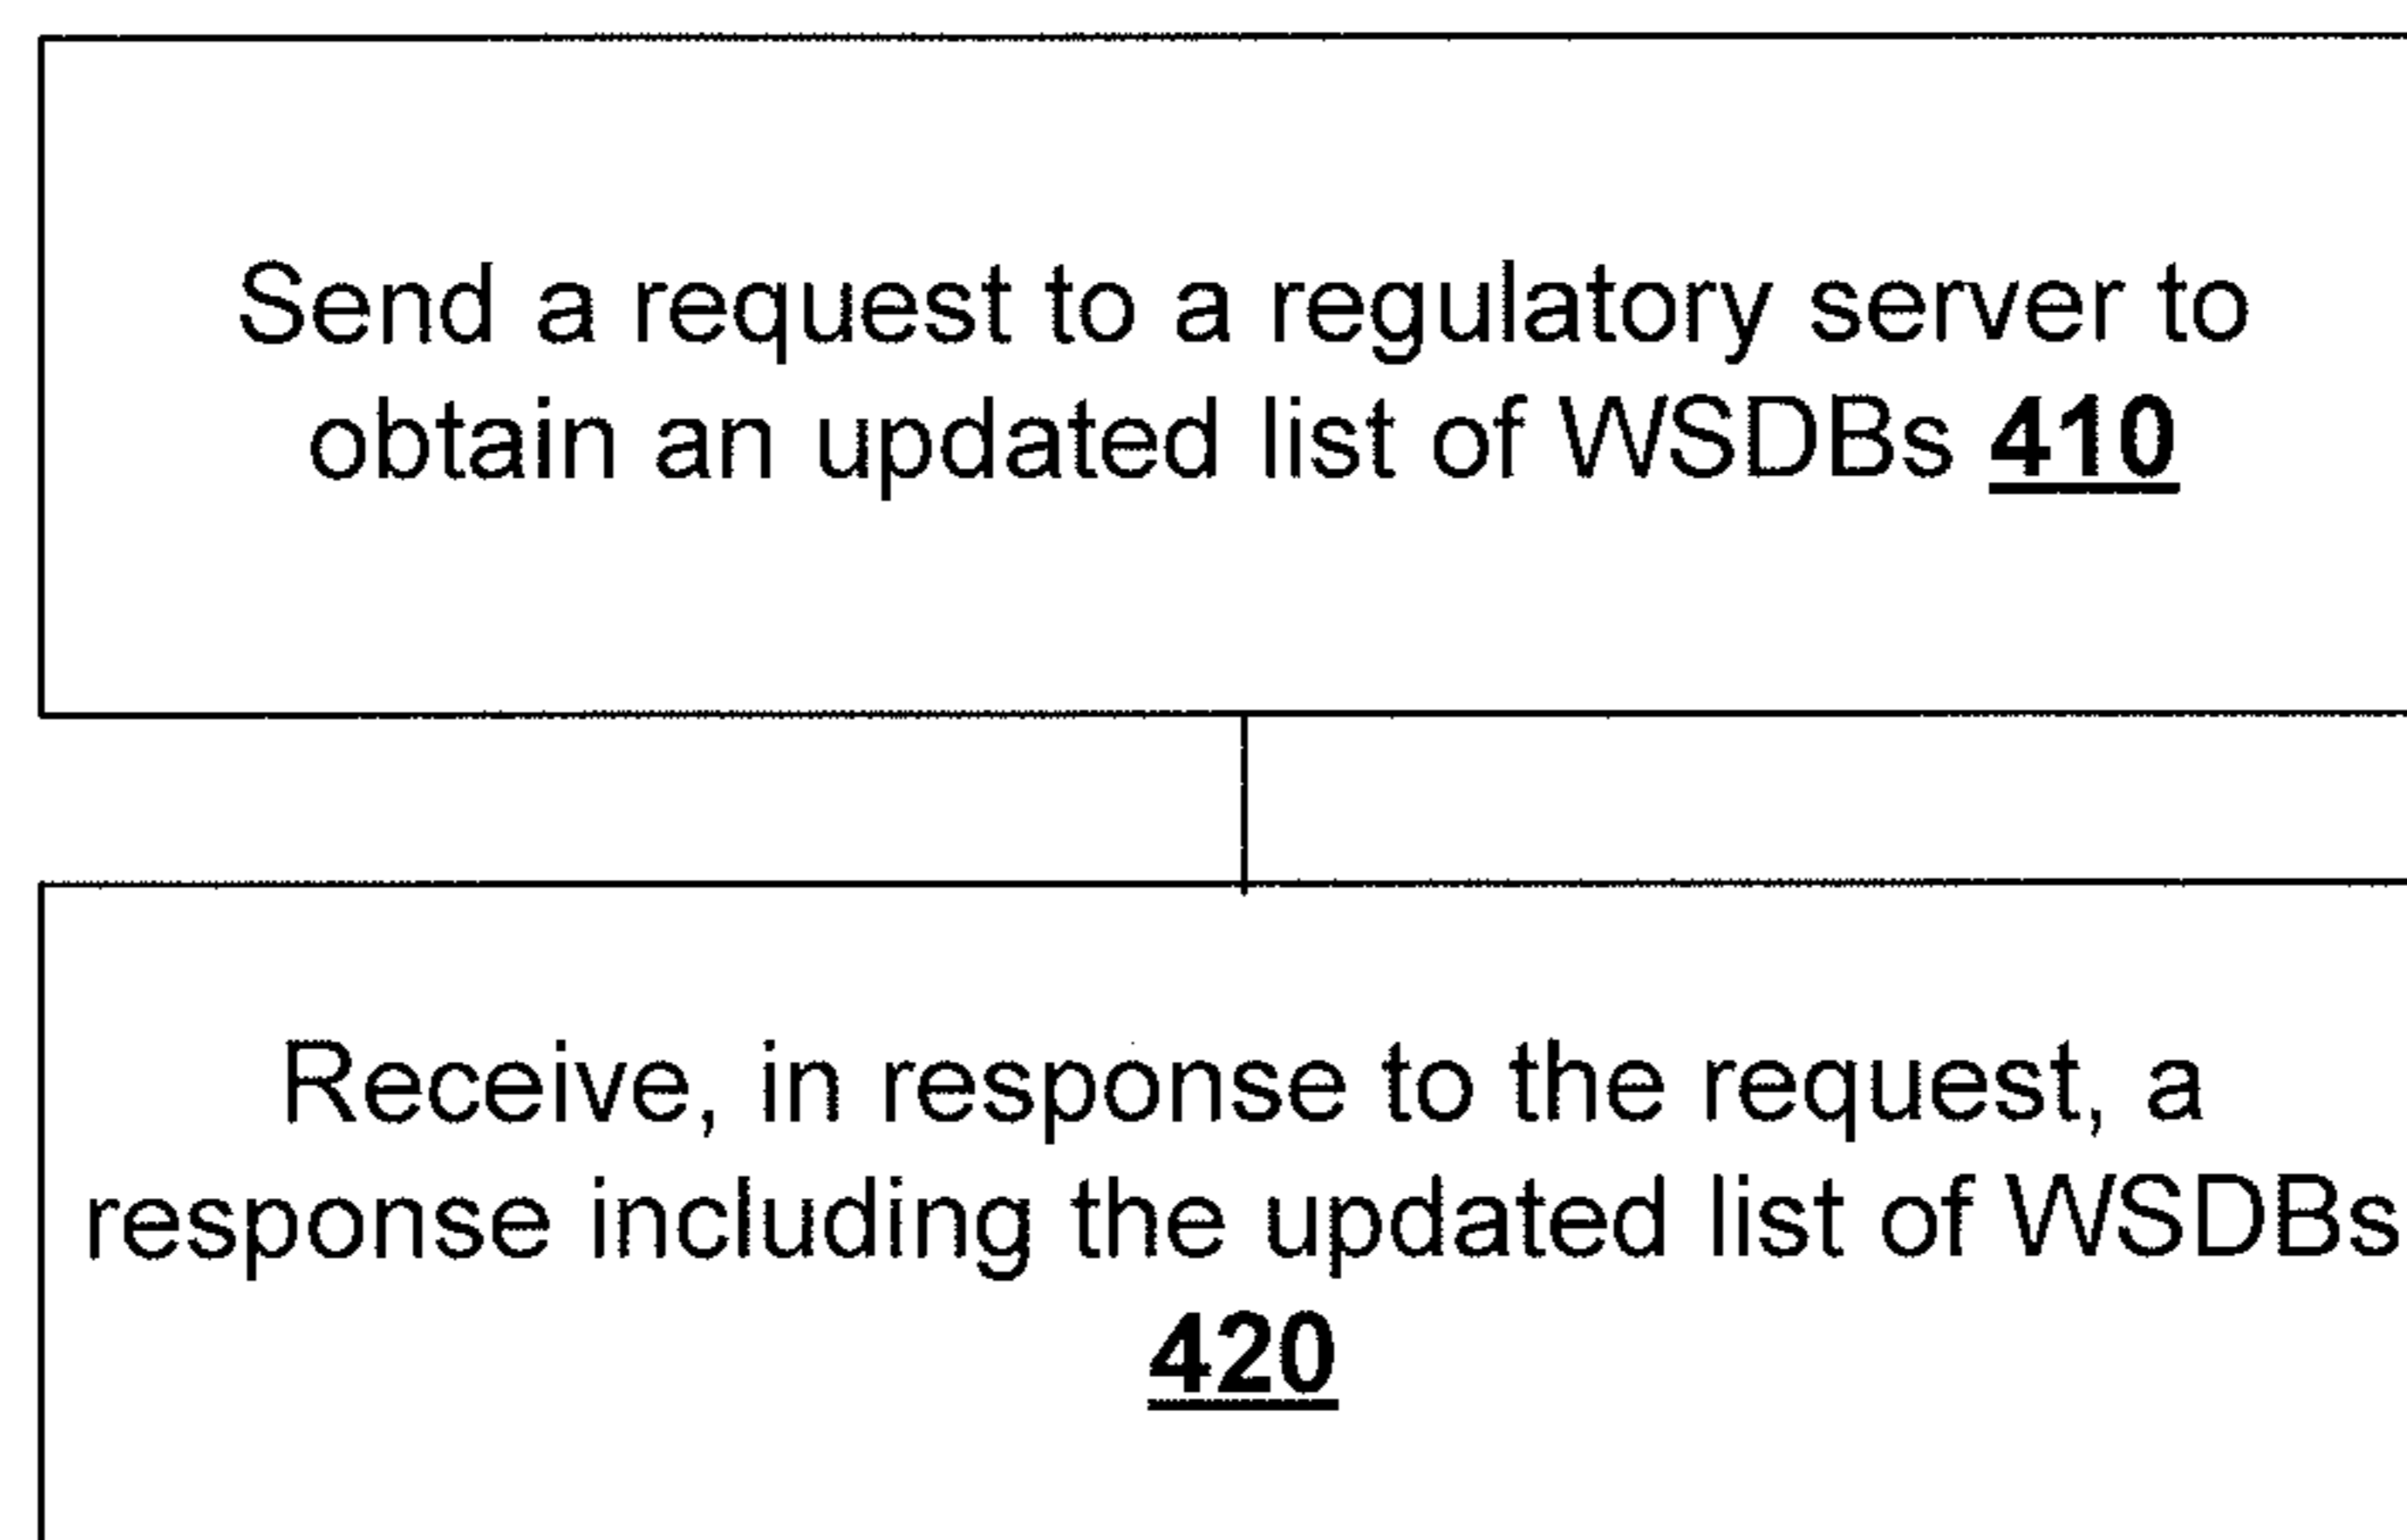 Send a request to a regulatory server to
obtain an updated list of WSDBs 410
Receive, in response to the request, a
response including the updated list of WSDBs
420